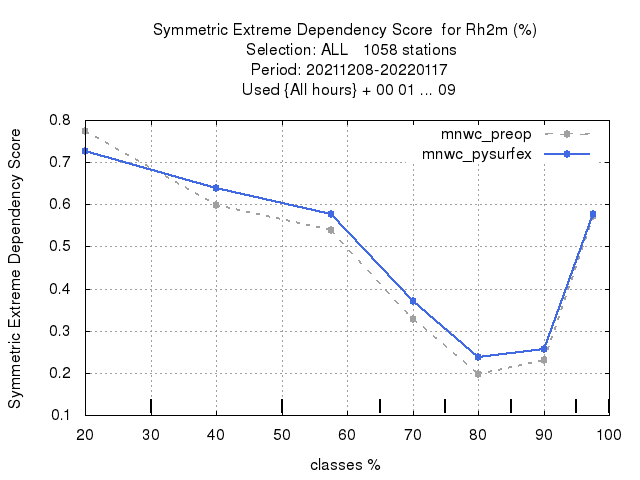 Symmetric Extreme Dependency Score  for Rh2m (%)
Selection: ALL   1058 stations
Period: 20211208-20220117
Used {All hours} + 00 01 ... 09
mnwc_preop
mnwc_pysurfex
Symmetric Extreme Dependency Score
0.8
0.7
0.6
0.5
0.4
0.3
0.2
0.1
20 30 40 50 60 70 80 90 100
classes %